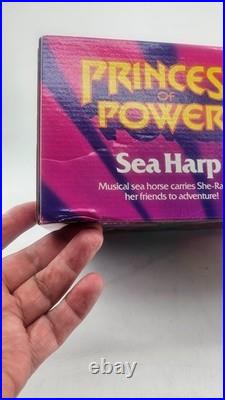 PRINCES
OF
POWER
Sea Harp
Musical sea horse carries She-Ra
her friends to adventure!